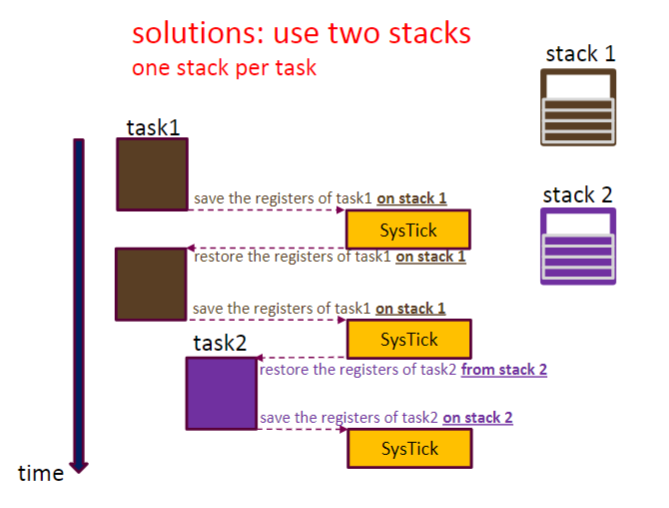 solutions: use two stacks
one stack per task
stack 1
task1
save the registers of task1 on stack 1
stack 2
SysTick
restore the registers of task1 on stack 1
save the registers of task1 on stack 1
SysTick
task2
restore the registers of task2 from stack 2
save the registers of task2 on stack 2
SysTick
time